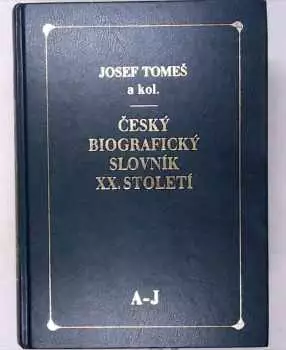 JOSEF TOMEŠ
a kol.
ČESKÝ
BIOGRAFICKÝ
SLOVNÍK
XX. STOLETÍ
A–J